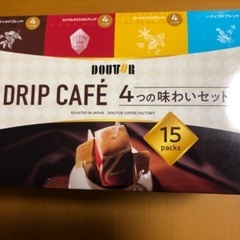 DOUTOR
DRIP CAFÉ 4つの味わいセット
ROASTED IN JAPAN DOUTOR COFFEE FACTORY
15
packs